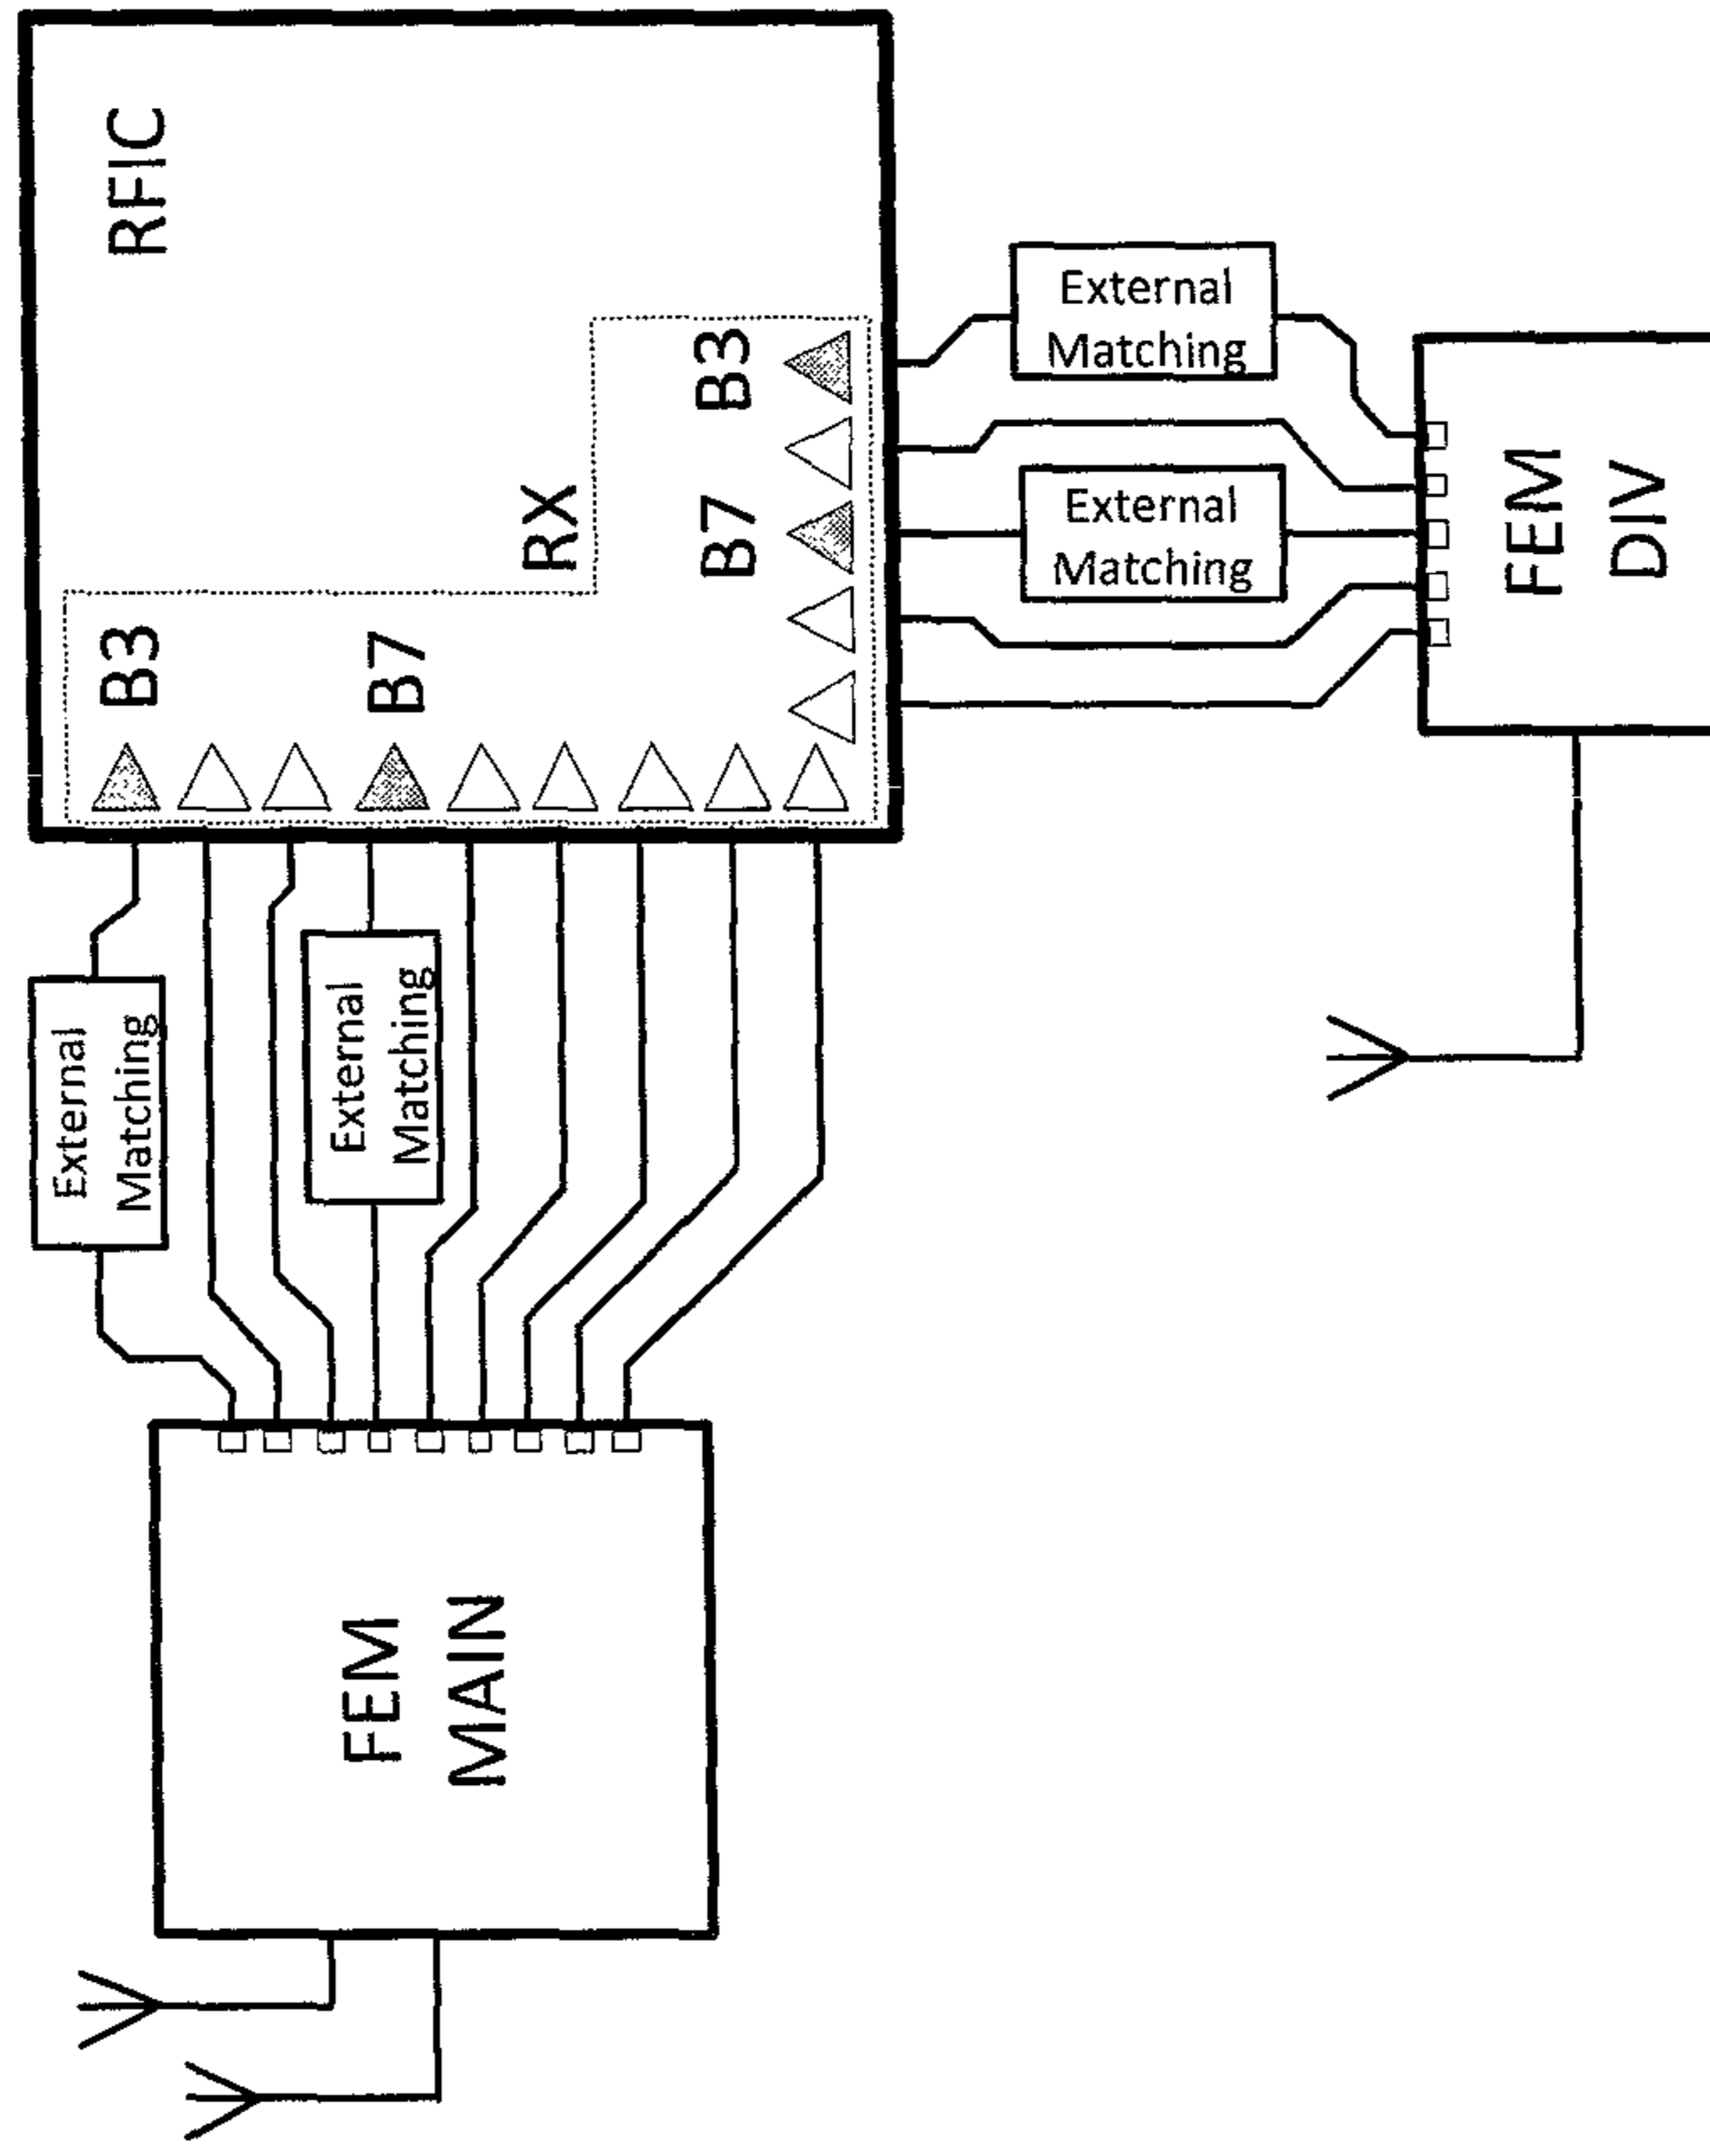 RFIC
RX
B3
B7
B3
B7
External
Matching
External
Matching
External
Matching
External
Matching
FEM
MAIN
FEM
DIV